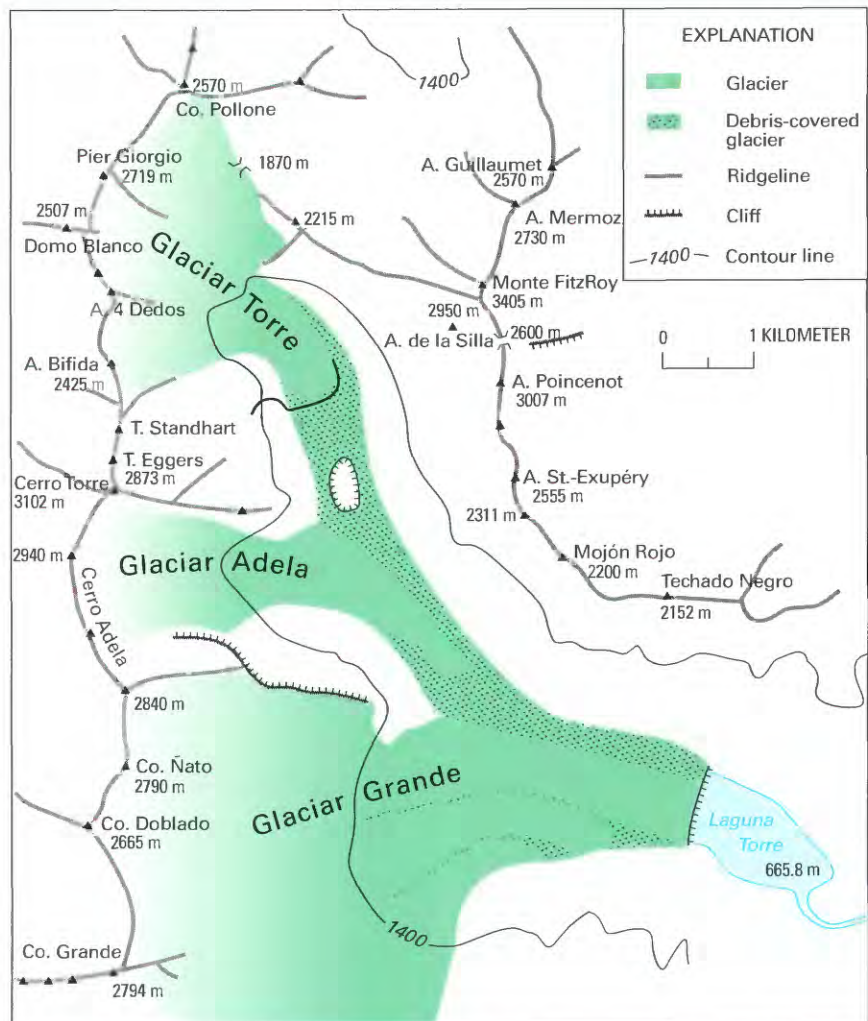 EXPLANATION
Glacier
Debris-covered
glacier
Ridgeline
Cliff
1400
Contour line
0 1 KILOMETER
1400
2570 m
Co. Pollone
1870 m
Pier Giorgio
2719 m
2507 m
Domo Blanco
2215 m
A. Guillaumet
2570 m
A. Mermoz
2730 m
Glaciar Torre
A. 4 Dedos
Monte FitzRoy
3405 m
2950 m
A. de la Silla
2600 m
A. Bifida
2425 m
A. Poincenot
3007 m
T. Standhart
T. Eggers
2873 m
Cerro Torre
3102 m
A. St.-Exupéry
2555 m
2311 m
Mojón Rojo
2200 m
Techado Negro
2152 m
2940 m
Glaciar Adela
Cerro Adela
2840 m
Co. Ñato
2790 m
Glaciar Grande
Co. Doblado
2665 m
Laguna
Torre
665.8 m
1400
Co. Grande
2794 m